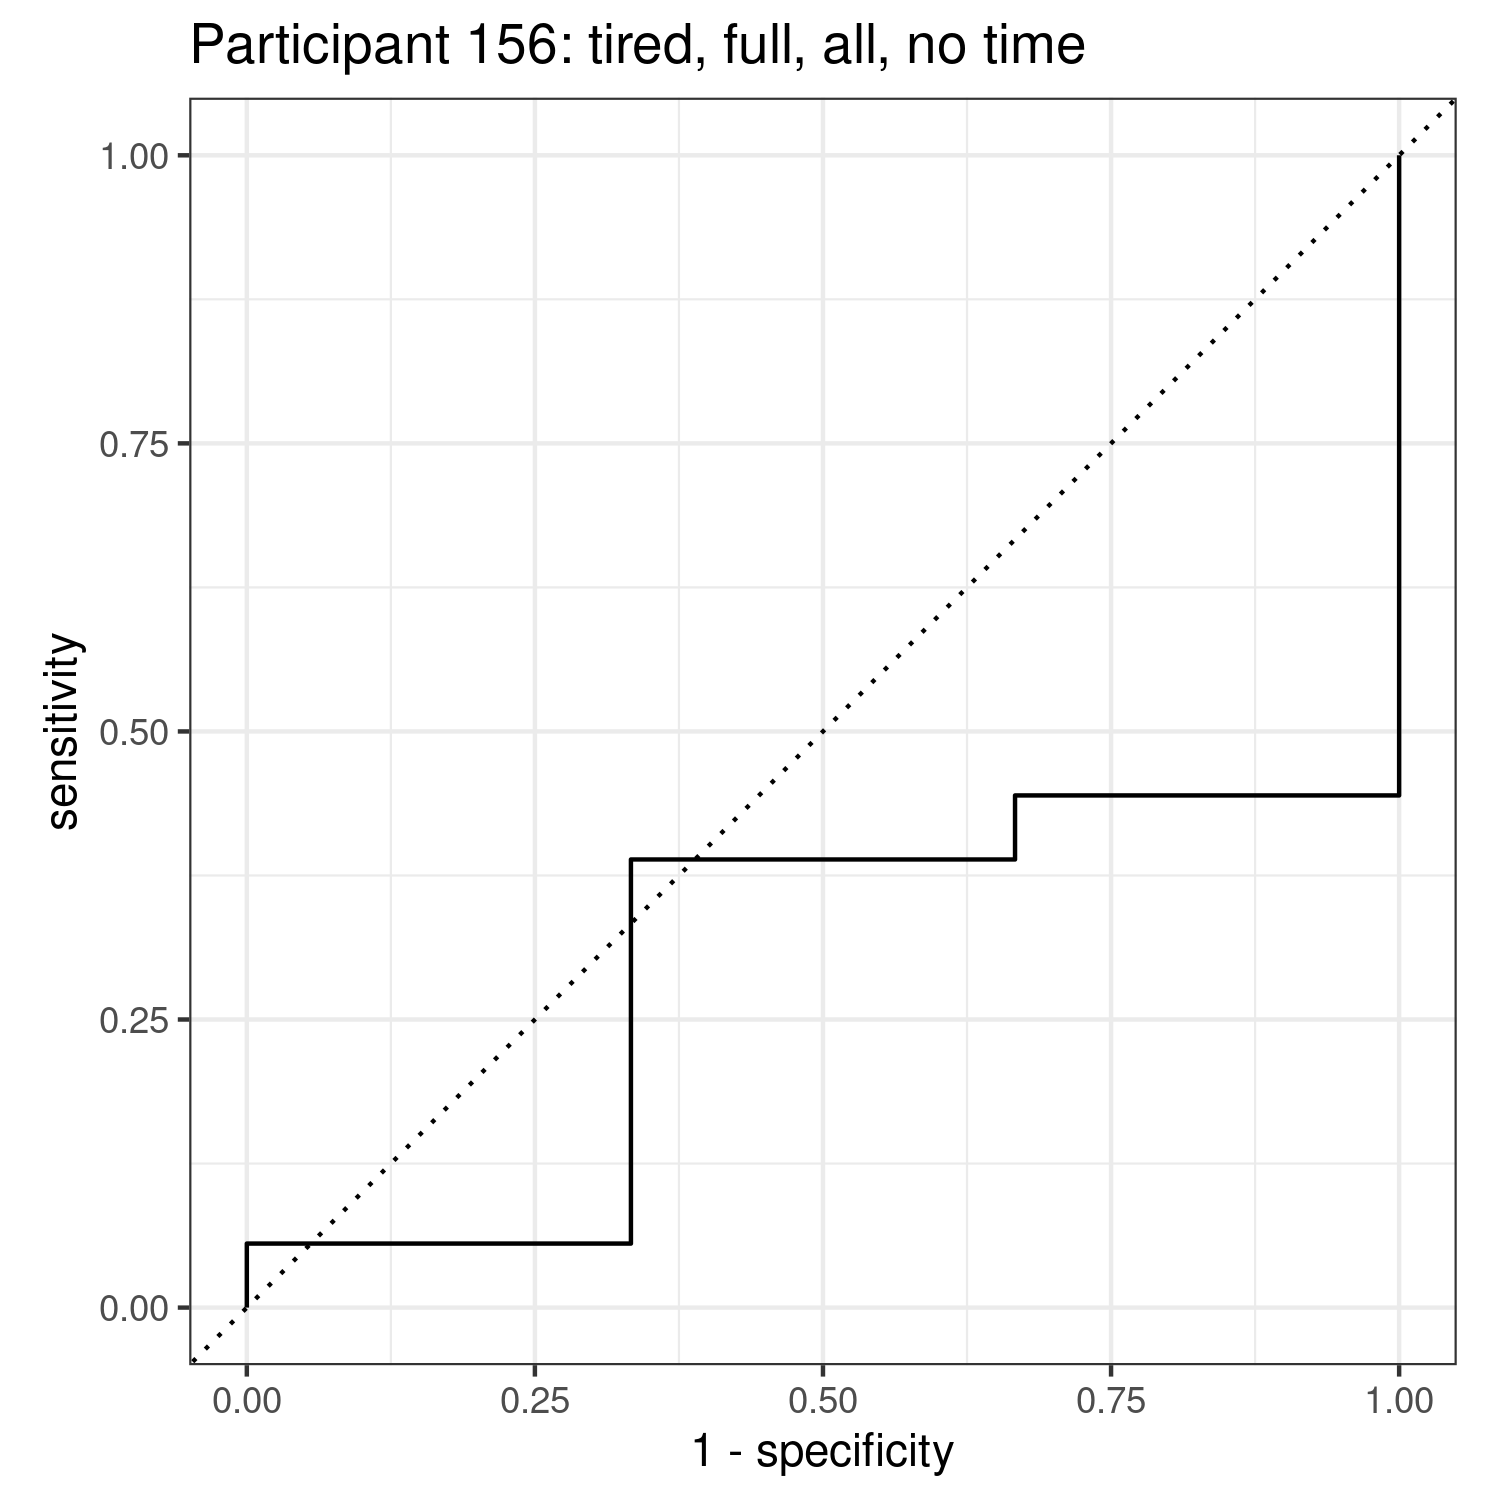 Participant 156: tired, full, all, no time
1.00
0.75
0.50
0.25
0.00
sensitivity
0.00 0.25 0.50 0.75 1.00
1 - specificity